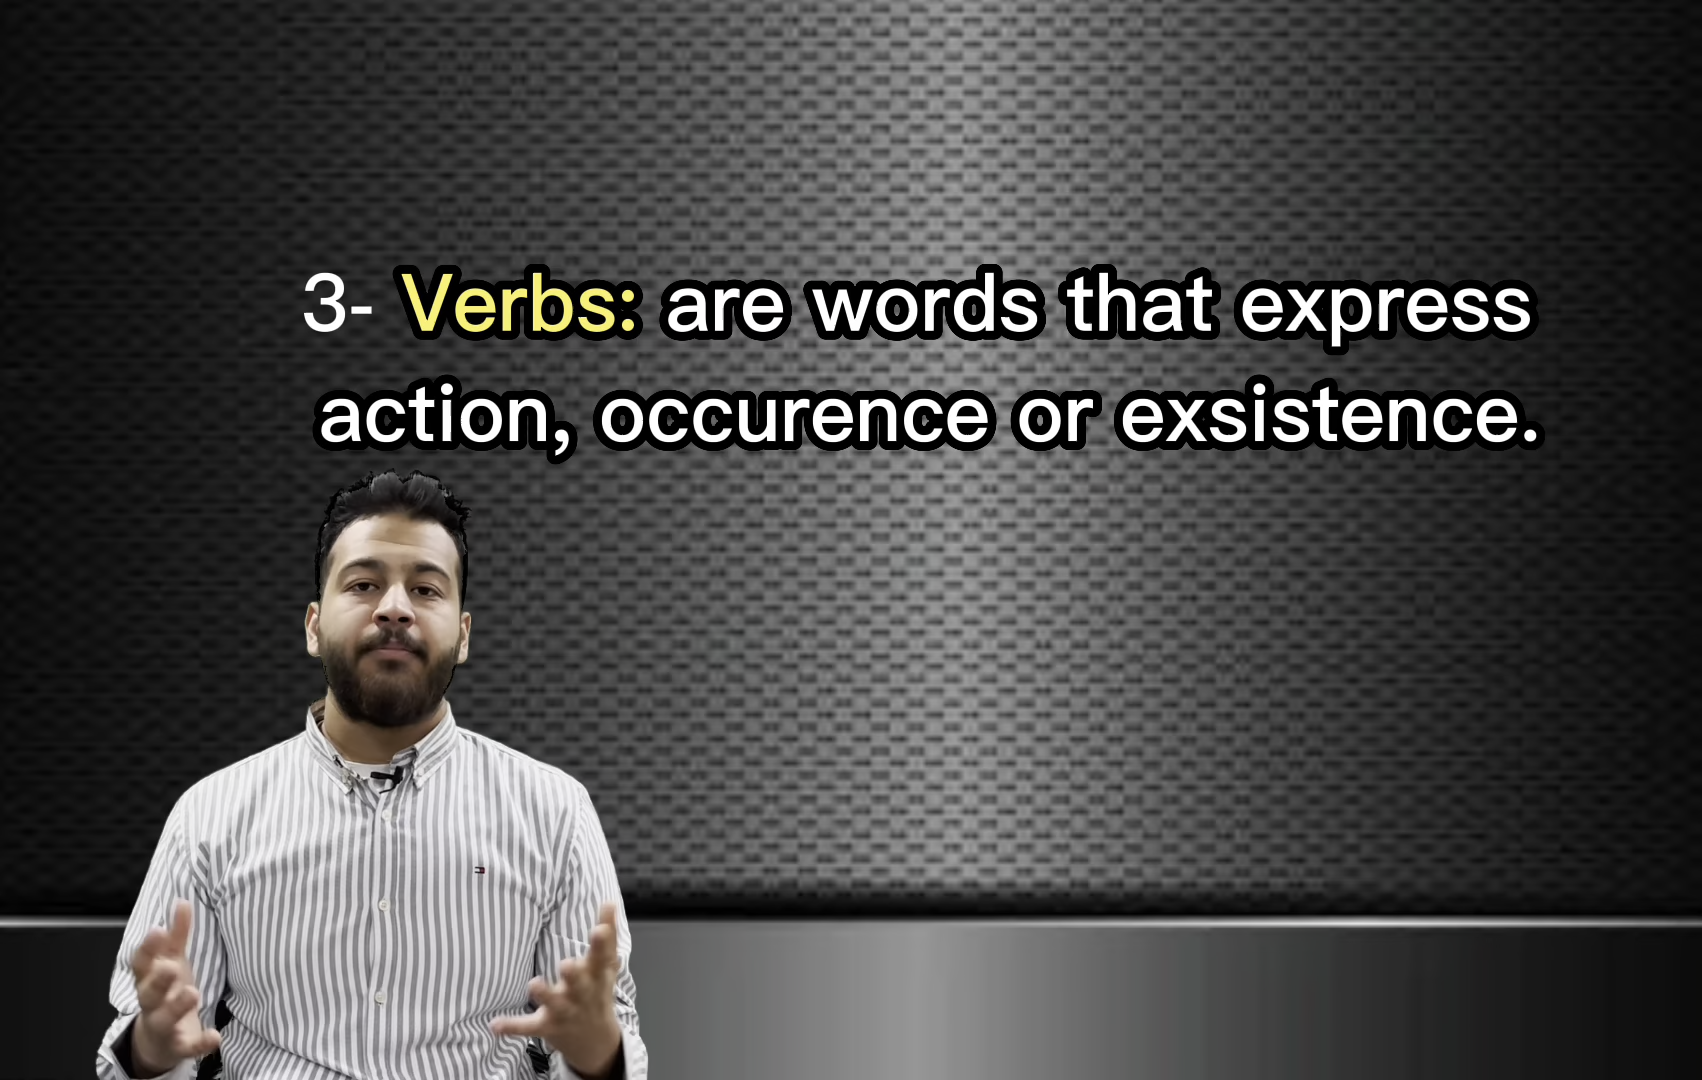 3- Verbs: are words that express
action, occurence or exsistence.